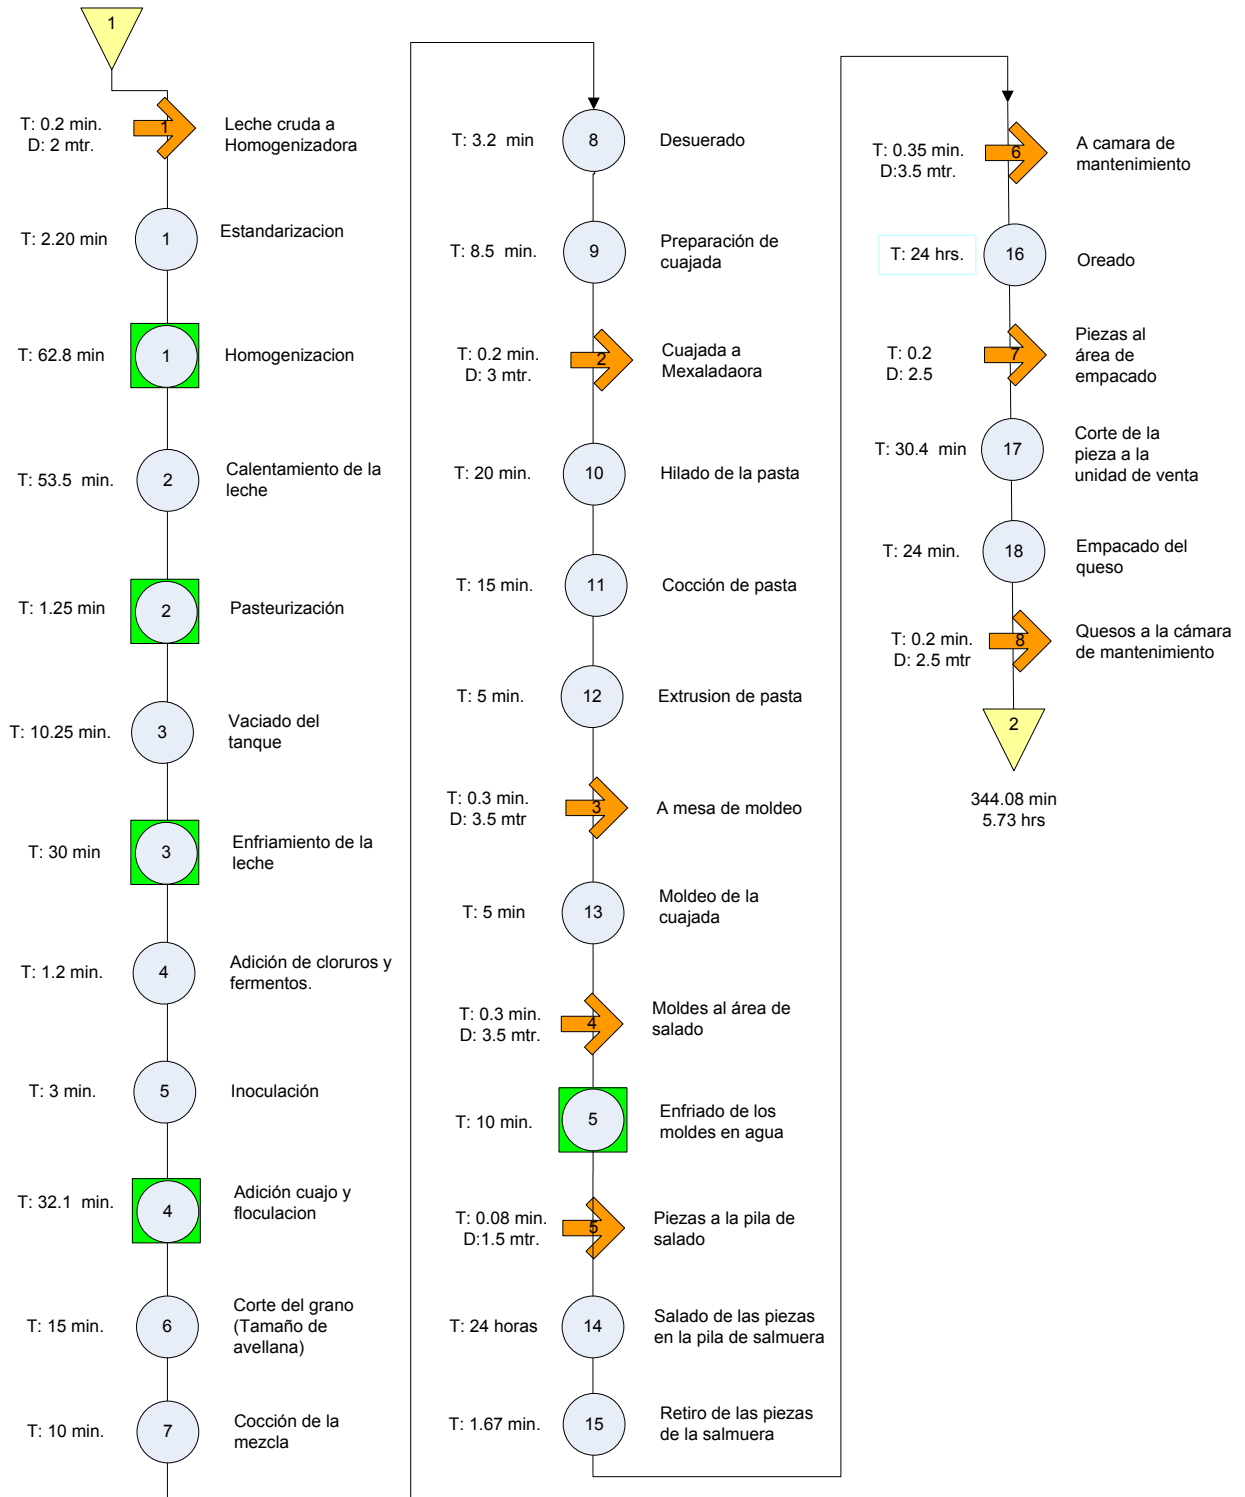 1
T: 0.2 min.
D: 2 mtr.
1
Leche cruda a
Homogenizadora
T: 2.20 min
1
Estandarizacion
T: 62.8 min
1
Homogenizacion
T: 53.5 min.
2
Calentamiento de la
leche
T: 1.25 min
2
Pasteurización
T: 10.25 min.
3
Vaciado del
tanque
T: 30 min
3
Enfriamiento de la
leche
T: 1.2 min.
4
Adición de cloruros y
fermentos.
T: 3 min.
5
Inoculación
T: 32.1 min.
4
Adición cuajo y
floculacion
T: 15 min.
6
Corte del grano
(Tamaño de
avellana)
T: 10 min.
7
Cocción de la
mezcla
T: 3.2 min
8
Desuerado
T: 8.5 min.
9
Preparación de
cuajada
T: 0.2 min.
D: 3 mtr.
2
Cuajada a
Mexaladaora
T: 20 min.
10
Hilado de la pasta
T: 15 min.
11
Cocción de pasta
T: 5 min.
12
Extrusion de pasta
T: 0.3 min.
D: 3.5 mtr
3
A mesa de moldeo
T: 5 min
13
Moldeo de la
cuajada
T: 0.3 min.
D: 3.5 mtr.
4
Moldes al área de
salado
T: 10 min.
5
Enfriado de los
moldes en agua
T: 0.08 min.
D:1.5 mtr.
5
Piezas a la pila de
salado
T: 24 horas
14
Salado de las piezas
en la pila de salmuera
T: 1.67 min.
15
Retiro de las piezas
de la salmuera
T: 0.35 min.
D:3.5 mtr.
6
A camara de
mantenimiento
T: 24 hrs.
16
Oreado
T: 0.2
D: 2.5
7
Piezas al
área de
empacado
T: 30.4 min
17
Corte de la
pieza a la
unidad de venta
T: 24 min.
18
Empacado del
queso
T: 0.2 min.
D: 2.5 mtr
8
Quesos a la cámara
de mantenimiento
2
344.08 min
5.73 hrs